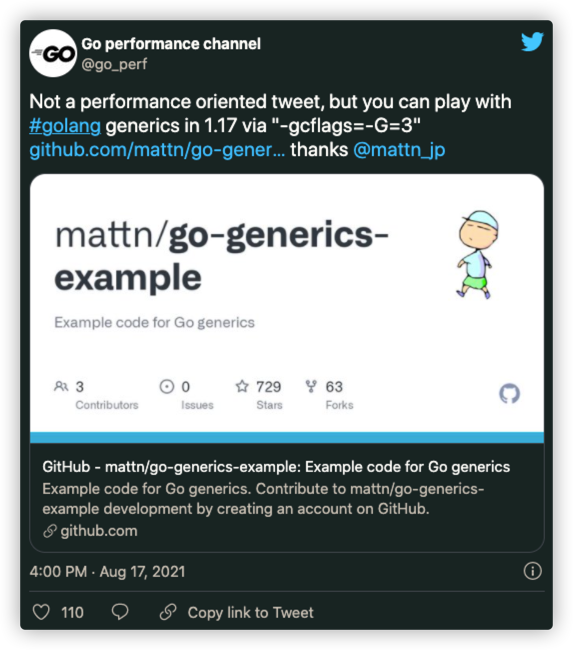 GO
Go performance channel
@go_perf
Not a performance oriented tweet, but you can play with
#golang generics in 1.17 via "-gcflags=-G=3"
github.com/mattn/go-gener... thanks @mattn_jp
mattn/go-generics-
example
Example code for Go generics
3
Contributors
0
Issues
729
Stars
63
Forks
GitHub - mattn/go-generics-example: Example code for Go generics
Example code for Go generics. Contribute to mattn/go-generics-
example development by creating an account on GitHub.
github.com
4:00 PM · Aug 17, 2021
110
Copy link to Tweet